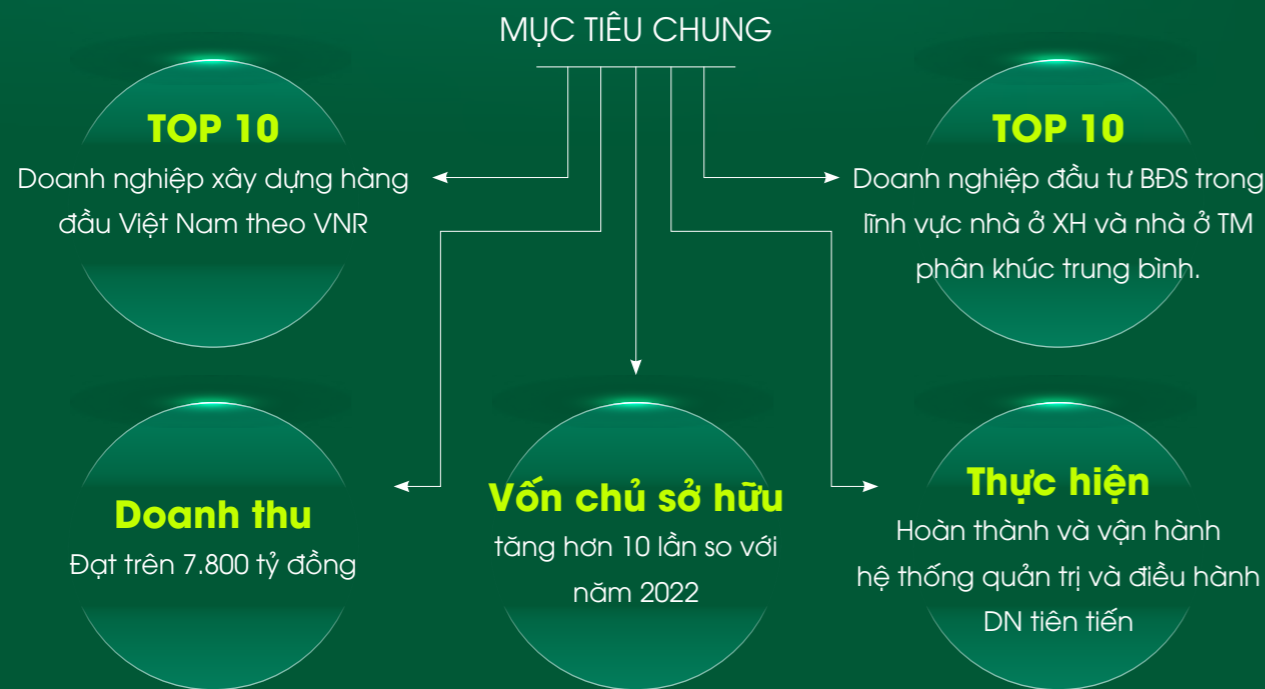 MỤC TIÊU CHUNG
TOP 10
Doanh nghiệp xây dựng hàng
đầu Việt Nam theo VNR
TOP 10
Doanh nghiệp đầu tư BĐS trong
lĩnh vực nhà ở XH và nhà ở TM
phân khúc trung bình.
Doanh thu
Đạt trên 7.800 tỷ đồng
Vốn chủ sở hữu
tăng hơn 10 lần so với
năm 2022
Thực hiện
Hoàn thành và vận hành
hệ thống quản trị và điều hành
DN tiên tiến